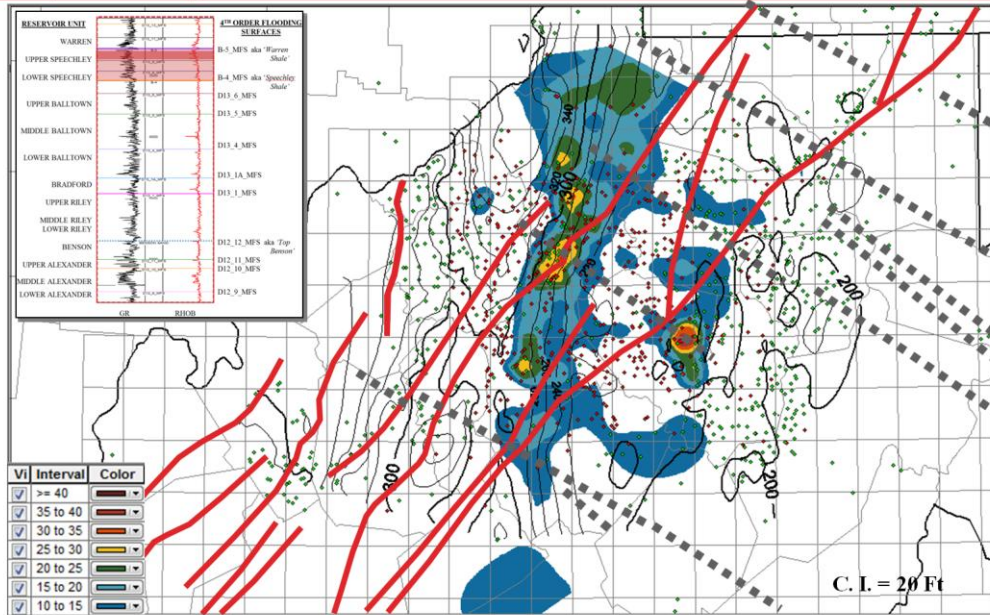 RESERVOIR UNIT
4TH ORDER FLOODING SURFACES
WARREN
B-5_MFS aka 'Warren Shale'
UPPER SPEECHLEY
LOWER SPEECHLEY
B-4_MFS aka 'Speechley Shale'
D13_6_MFS
UPPER BALLTOWN
D13_5_MFS
MIDDLE BALLTOWN
D13_4_MFS
LOWER BALLTOWN
D13_1A_MFS
BRADFORD
D13_1_MFS
UPPER RILEY
MIDDLE RILEY
LOWER RILEY
D12_12_MFS aka 'Top Benson'
BENSON
D12_11_MFS
UPPER ALEXANDER
D12_10_MFS
MIDDLE ALEXANDER
D12_9_MFS
LOWER ALEXANDER
GR
RHOB
340
320
300
200
300
200
Vi Interval Color
>= 40
35 to 40
30 to 35
25 to 30
20 to 25
15 to 20
10 to 15
C. I. = 20 Ft